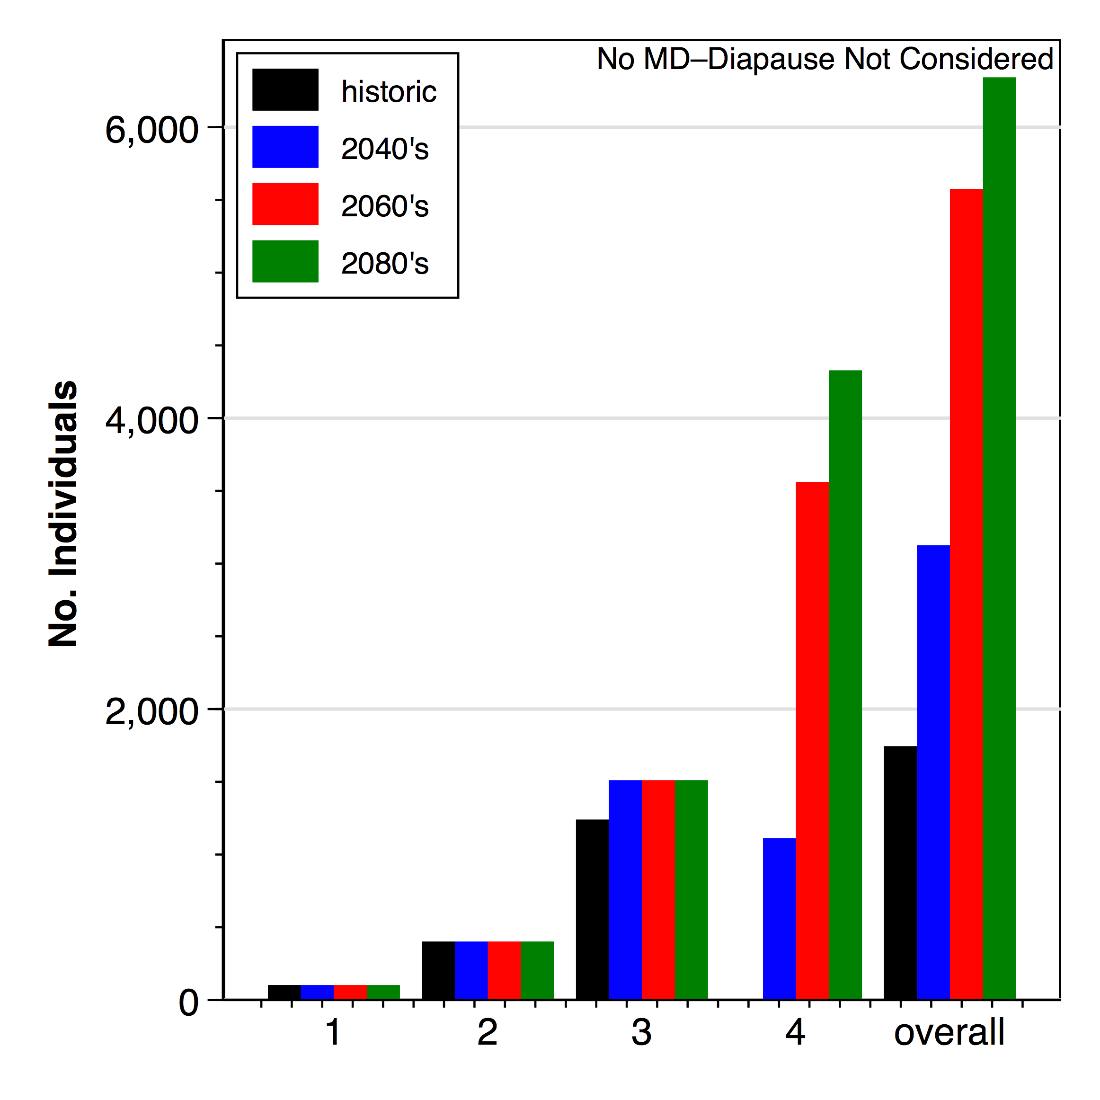 No MD–Diapause Not Considered
historic
2040's
2060's
2080's
6,000
4,000
2,000
0
No. Individuals
1 2 3 4 overall